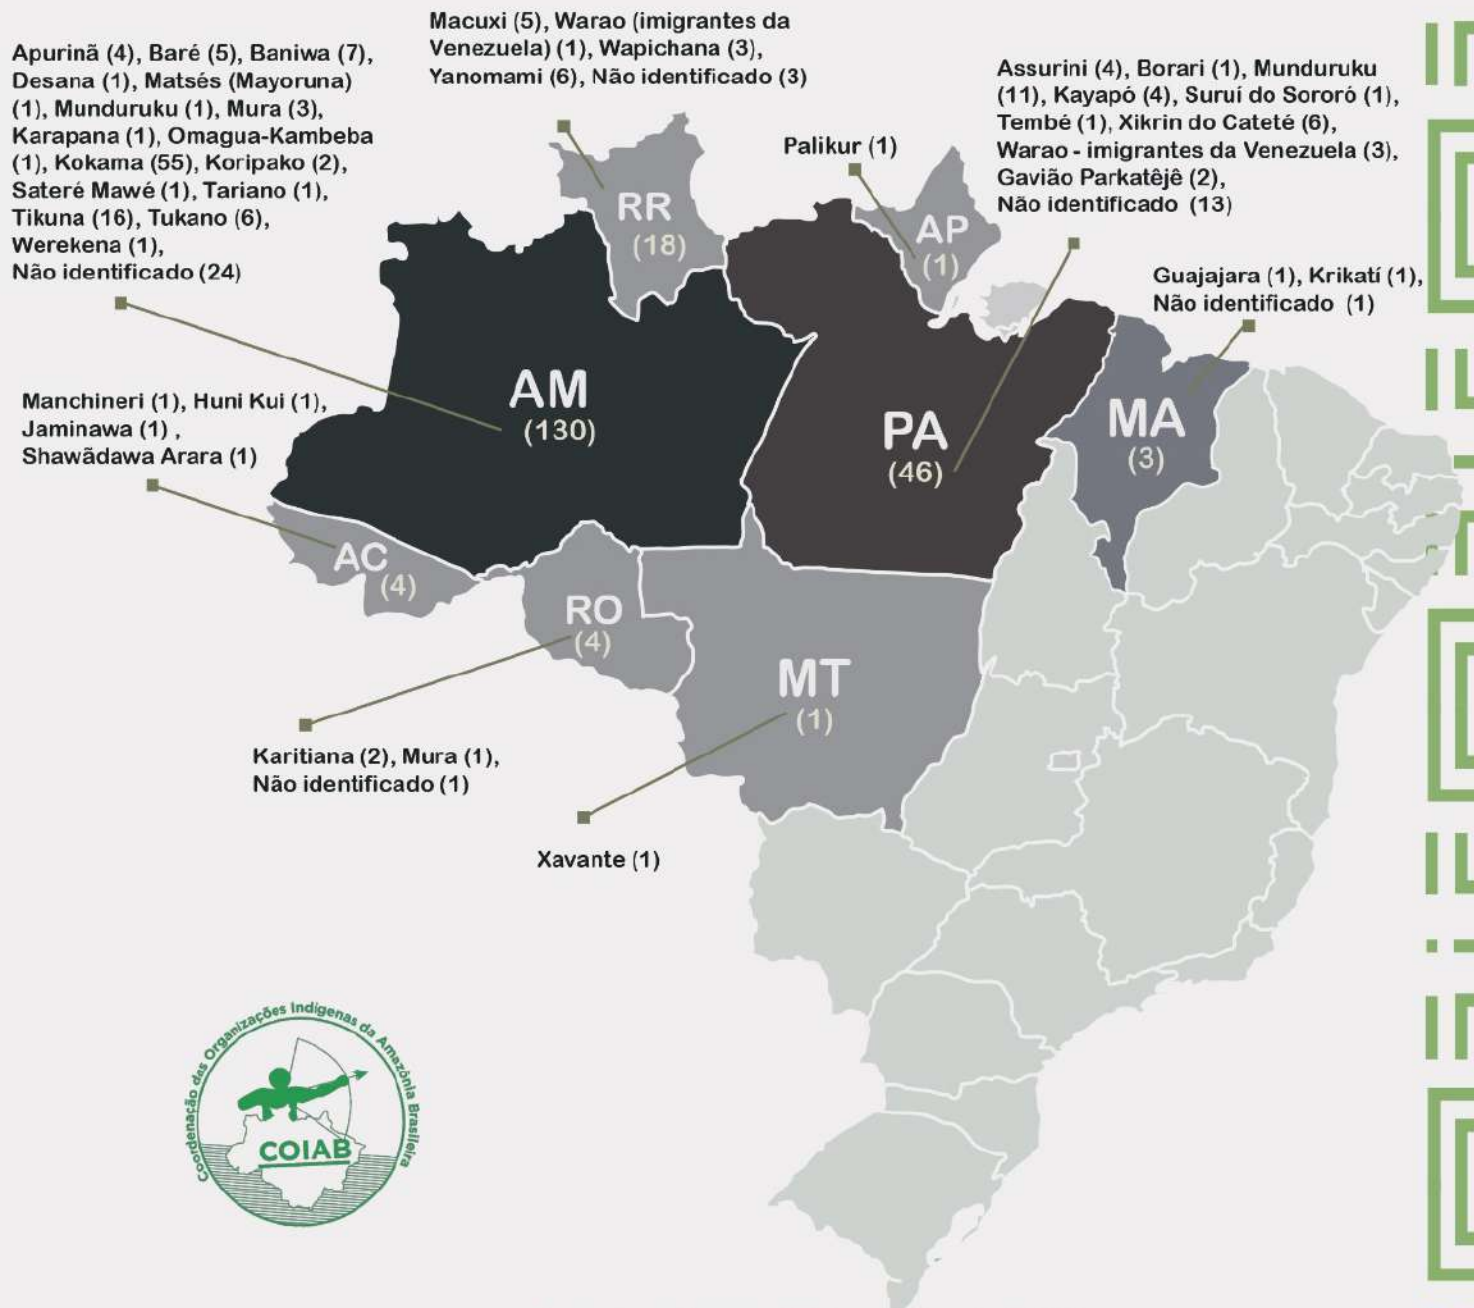 Macuxi (5), Warao (imigrantes da
Venezuela) (1), Wapichana (3),
Yanomami (6), Não identificado (3)
Apurinã (4), Baré (5), Baniwa (7),
Desana (1), Matsés (Mayoruna)
(1), Munduruku (1), Mura (3),
Karapana (1), Omagua-Kambeba
(1), Kokama (55), Koripako (2),
Sateré Mawé (1), Tariano (1),
Tikuna (16), Tukano (6),
Werekena (1),
Não identificado (24)
Assurini (4), Borari (1), Munduruku
(11), Kayapó (4), Suruí do Sororó (1),
Tembé (1), Xikrin do Cateté (6),
Warao - imigrantes da Venezuela (3),
Gavião Parkatêjê (2),
Não identificado (13)
Palikur (1)
RR
(18)
AP
(1)
Guajajara (1), Krikatí (1),
Não identificado (1)
AM
(130)
PA
(46)
MA
(3)
Manchineri (1), Huni Kui (1),
Jaminawa (1) ,
Shawãdawa Arara (1)
AC
(4)
RO
(4)
MT
(1)
Karitiana (2), Mura (1),
Não identificado (1)
Xavante (1)
Coordenação das Organizações Indígenas da Amazônia Brasileira
COIAB